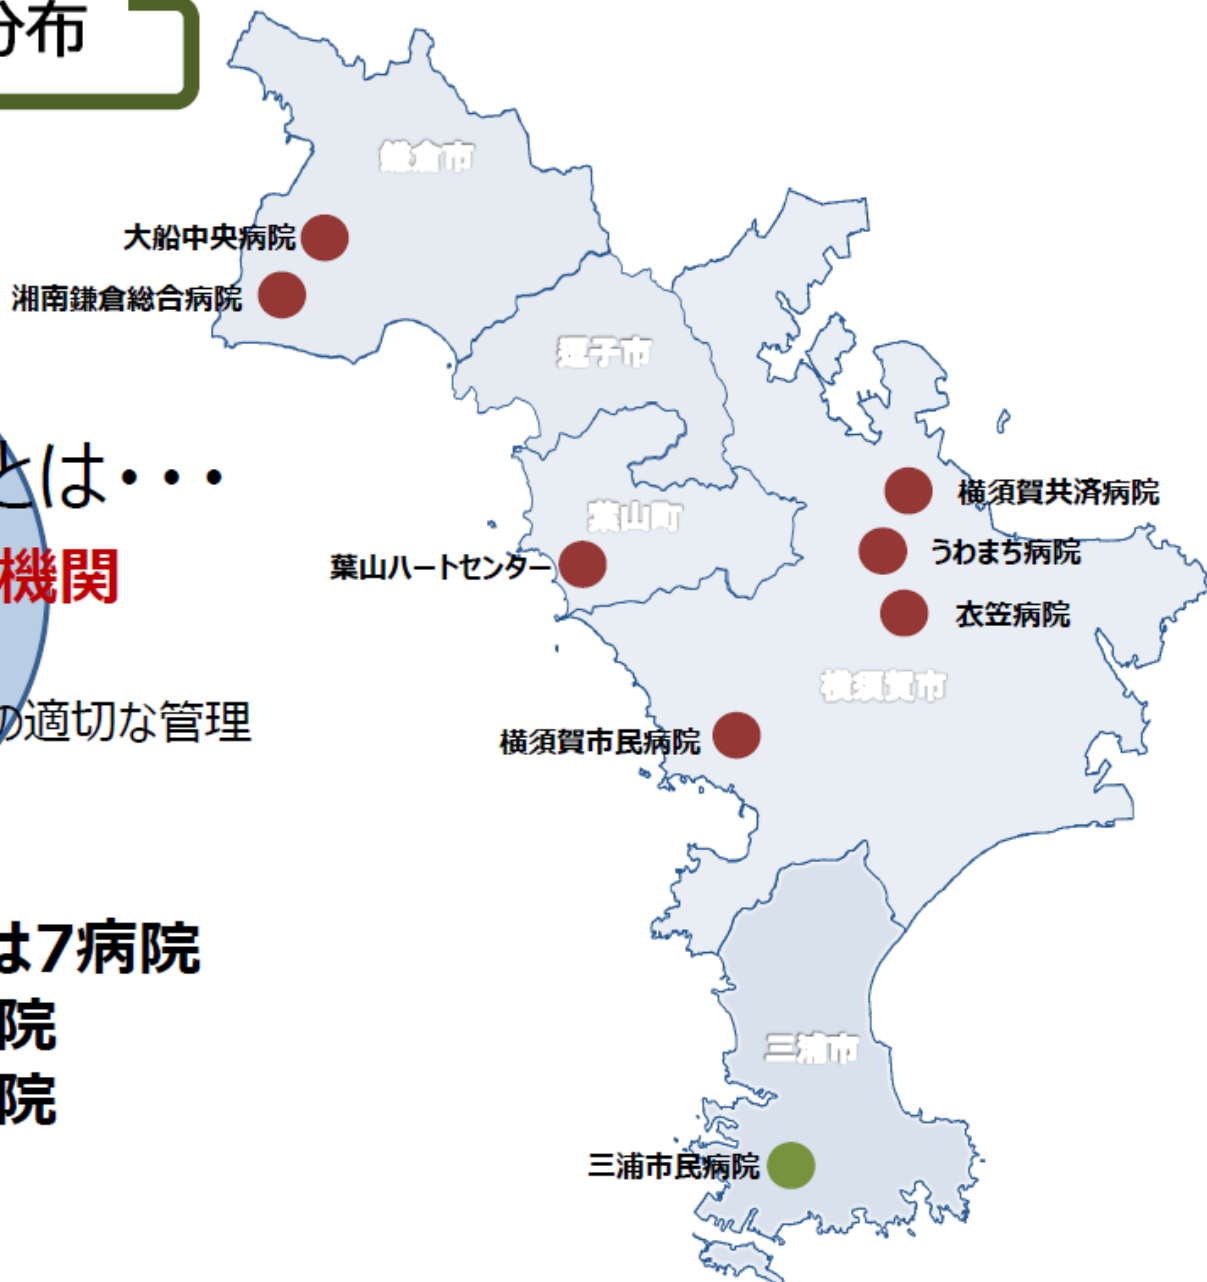 分布
鎌倉市
大船中央病院
湘南鎌倉総合病院
逗子市
とは・・・
機関
の適切な管理
葉山町
葉山ハートセンター
横須賀共済病院
うわまち病院
衣笠病院
横須賀市
横須賀市民病院
は7病院
院
院
三浦市
三浦市民病院